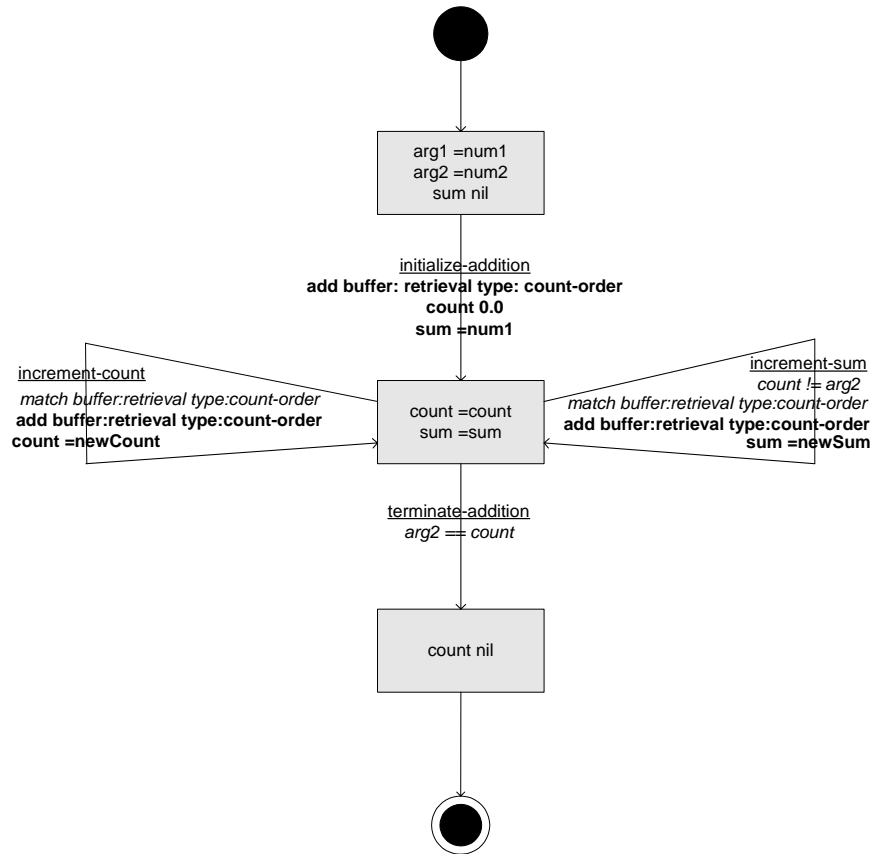 arg1 =num1
arg2 =num2
sum nil
initialize-addition
add buffer: retrieval type: count-order
count 0.0
sum =num1
increment-count
match buffer:retrieval type:count-order
add buffer:retrieval type:count-order
count =newCount
count =count
sum =sum
increment-sum
count != arg2
match buffer:retrieval type:count-order
add buffer:retrieval type:count-order
sum =newSum
terminate-addition
arg2 == count
count nil